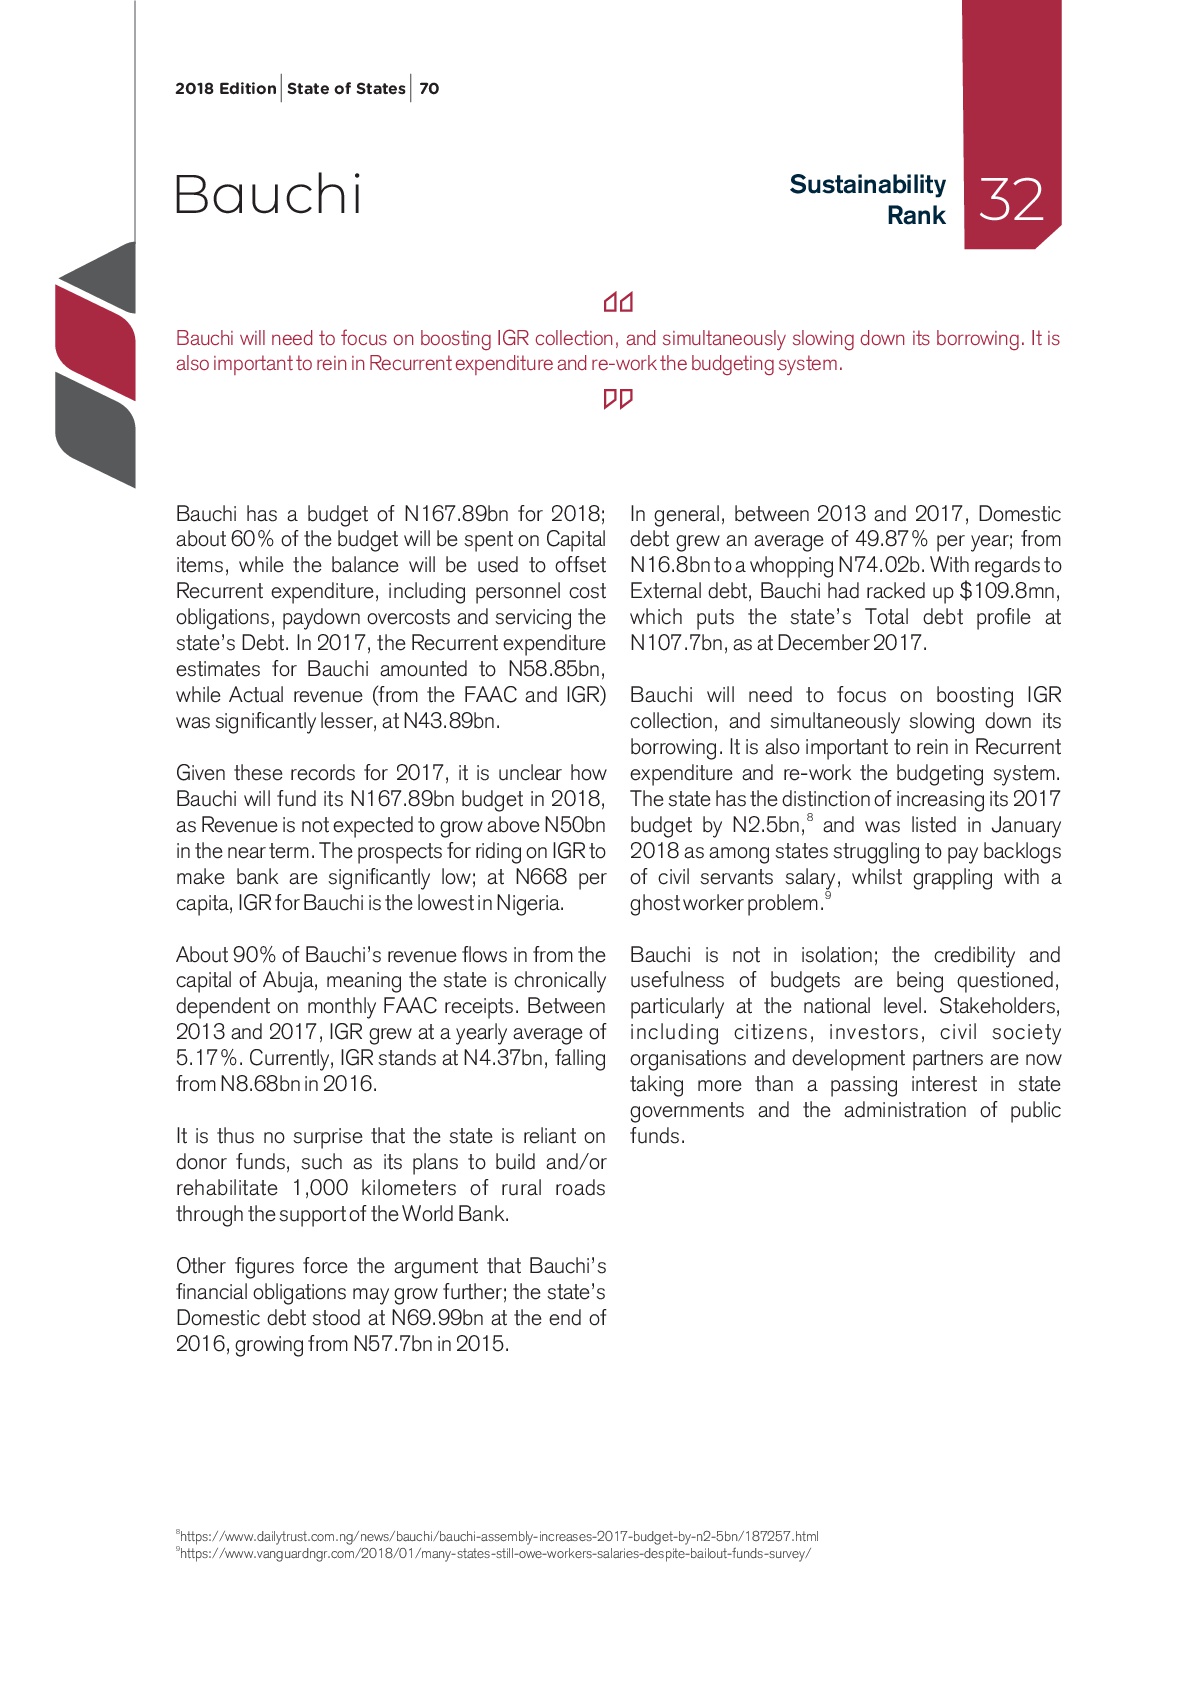 2018 Edition | State of States | 70
Bauchi
Sustainability
Rank
32
Bauchi will need to focus on boosting IGR collection, and simultaneously slowing down its borrowing. It is
also important to rein in Recurrent expenditure and re-work the budgeting system.
Bauchi has a budget of N167.89bn for 2018;
about 60% of the budget will be spent on Capital
items, while the balance will be used to offset
Recurrent expenditure, including personnel cost
obligations, paydown overcosts and servicing the
state's Debt. In 2017, the Recurrent expenditure
estimates for Bauchi amounted to N58.85bn,
while Actual revenue (from the FAAC and IGR)
was significantly lesser, at N43.89bn.
Given these records for 2017, it is unclear how
Bauchi will fund its N167.89bn budget in 2018,
as Revenue is not expected to grow above N50bn
in the near term. The prospects for riding on IGR to
make bank are significantly low; at N668 per
capita, IGR for Bauchi is the lowest in Nigeria.
About 90% of Bauchi's revenue flows in from the
capital of Abuja, meaning the state is chronically
dependent on monthly FAAC receipts. Between
2013 and 2017, IGR grew at a yearly average of
5.17%. Currently, IGR stands at N4.37bn, falling
from N8.68bn in 2016.
It is thus no surprise that the state is reliant on
donor funds, such as its plans to build and/or
rehabilitate 1,000 kilometers of rural roads
through the support of the World Bank.
Other figures force the argument that Bauchi's
financial obligations may grow further; the state's
Domestic debt stood at N69.99bn at the end of
2016, growing from N57.7bn in 2015.
In general, between 2013 and 2017, Domestic
debt grew an average of 49.87% per year; from
N16.8bn to a whopping N74.02b. With regards to
External debt, Bauchi had racked up $109.8mn,
which puts the state's Total debt profile at
N107.7bn, as at December 2017.
Bauchi will need to focus on boosting IGR
collection, and simultaneously slowing down its
borrowing. It is also important to rein in Recurrent
expenditure and re-work the budgeting system.
The state has the distinction of increasing its 2017
budget by N2.5bn,⁸ and was listed in January
2018 as among states struggling to pay backlogs
of civil servants salary, whilst grappling with a
ghost worker problem.⁹
Bauchi is not in isolation; the credibility and
usefulness of budgets are being questioned,
particularly at the national level. Stakeholders,
including citizens, investors, civil society
organisations and development partners are now
taking more than a passing interest in state
governments and the administration of public
funds.
⁸https://www.dailytrust.com.ng/news/bauchi/bauchi-assembly-increases-2017-budget-by-n2-5bn/187257.html
⁹https://www.vanguardngr.com/2018/01/many-states-still-owe-workers-salaries-despite-bailout-funds-survey/